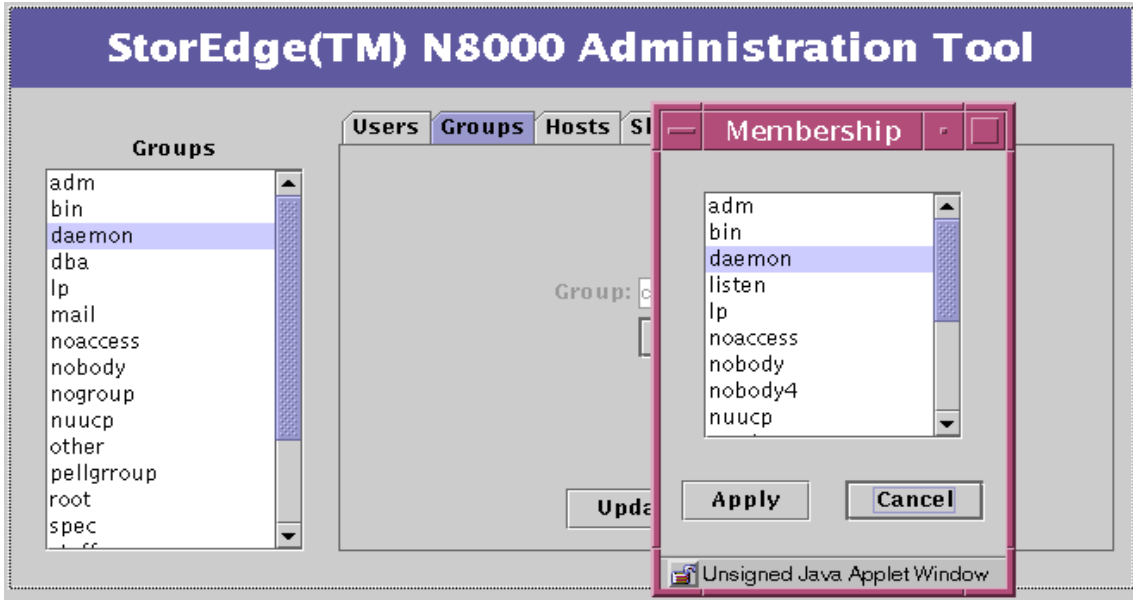 StorEdge(TM) N8000 Administration Tool
Groups
adm
bin
daemon
dba
lp
mail
noaccess
nobody
nogroup
nuucp
other
pellgrroup
root
spec
Users Groups Hosts
Group:
Membership
adm
bin
daemon
listen
lp
noaccess
nobody
nobody4
nuucp
Apply Cancel
Unsigned Java Applet Window